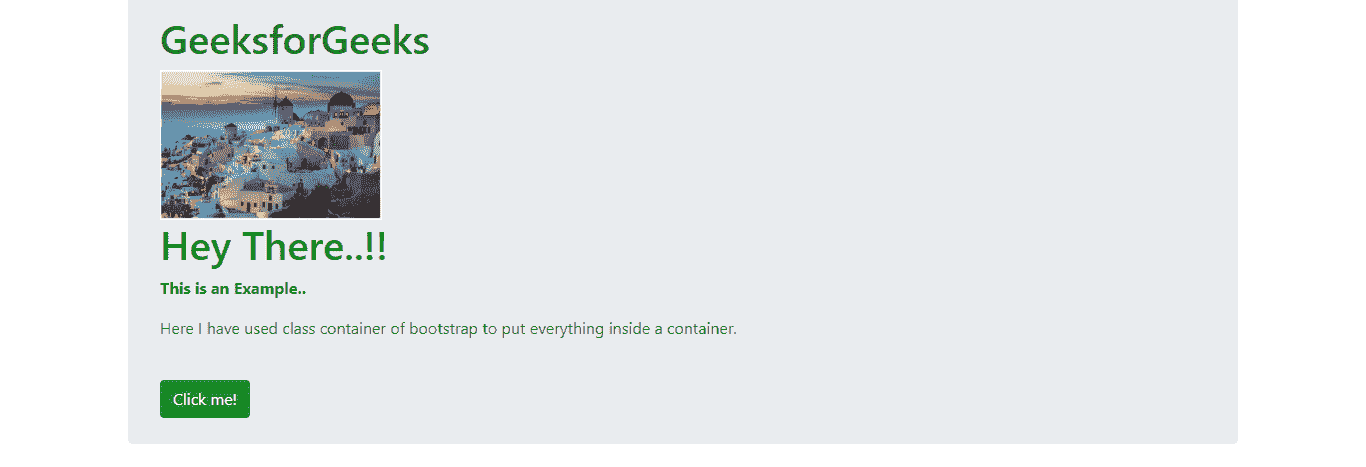 GeeksforGeeks
Hey There..!!
This is an Example..
Here I have used class container of bootstrap to put everything inside a container.
Click me!